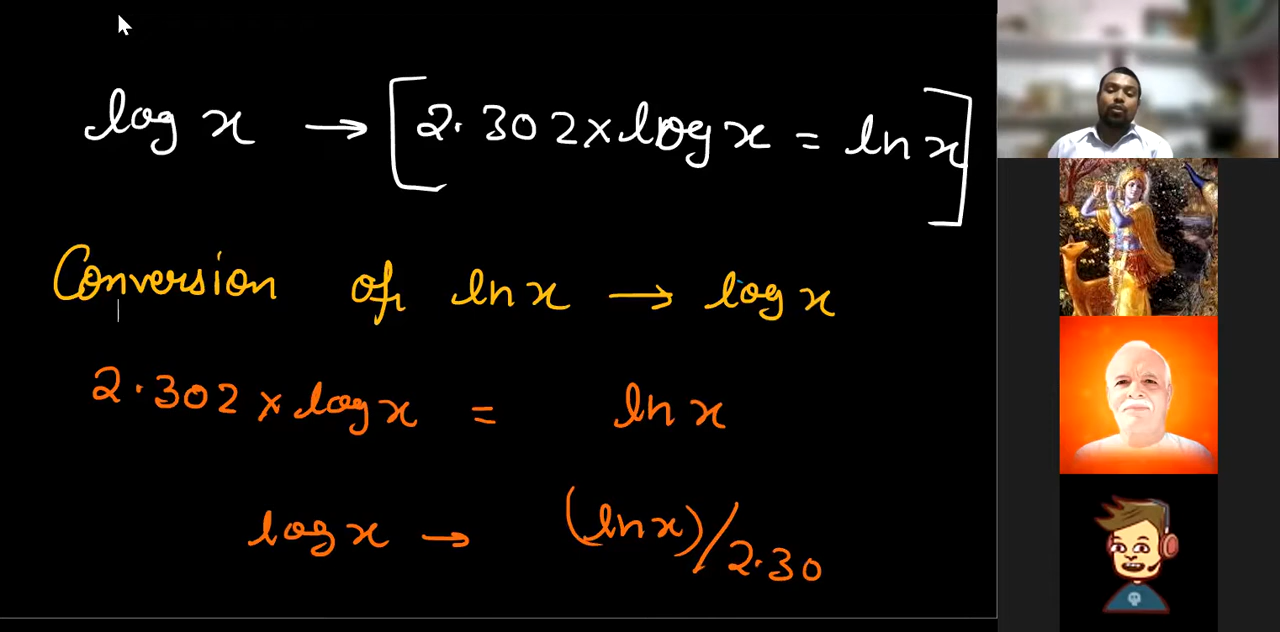 log x → [2.302 × log x = ln x]
Conversion of ln x → log x
2.302 × log x = ln x
log x → (ln x)/2.30